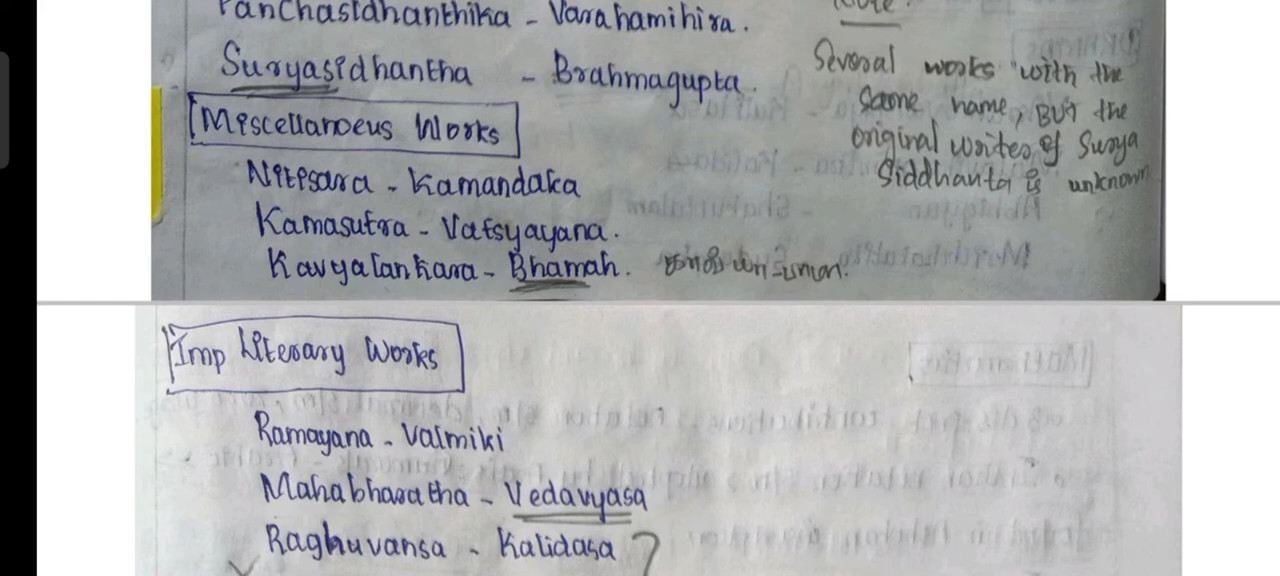 Panchasidhanthika - Varahamihira.
Suryasidhantha - Brahmagupta.
Note:
Several works with the
same name, BUT the
original writer of Surya
Siddhanta is unknown
Miscellaneous Works
Nitisara - Kamandaka
Kamasutra - Vatsyayana.
Kavyalankara - Bhamah.
Imp Literary Works
Ramayana - Valmiki
Mahabharatha - Vedavyasa
Raghuvansa - Kalidasa